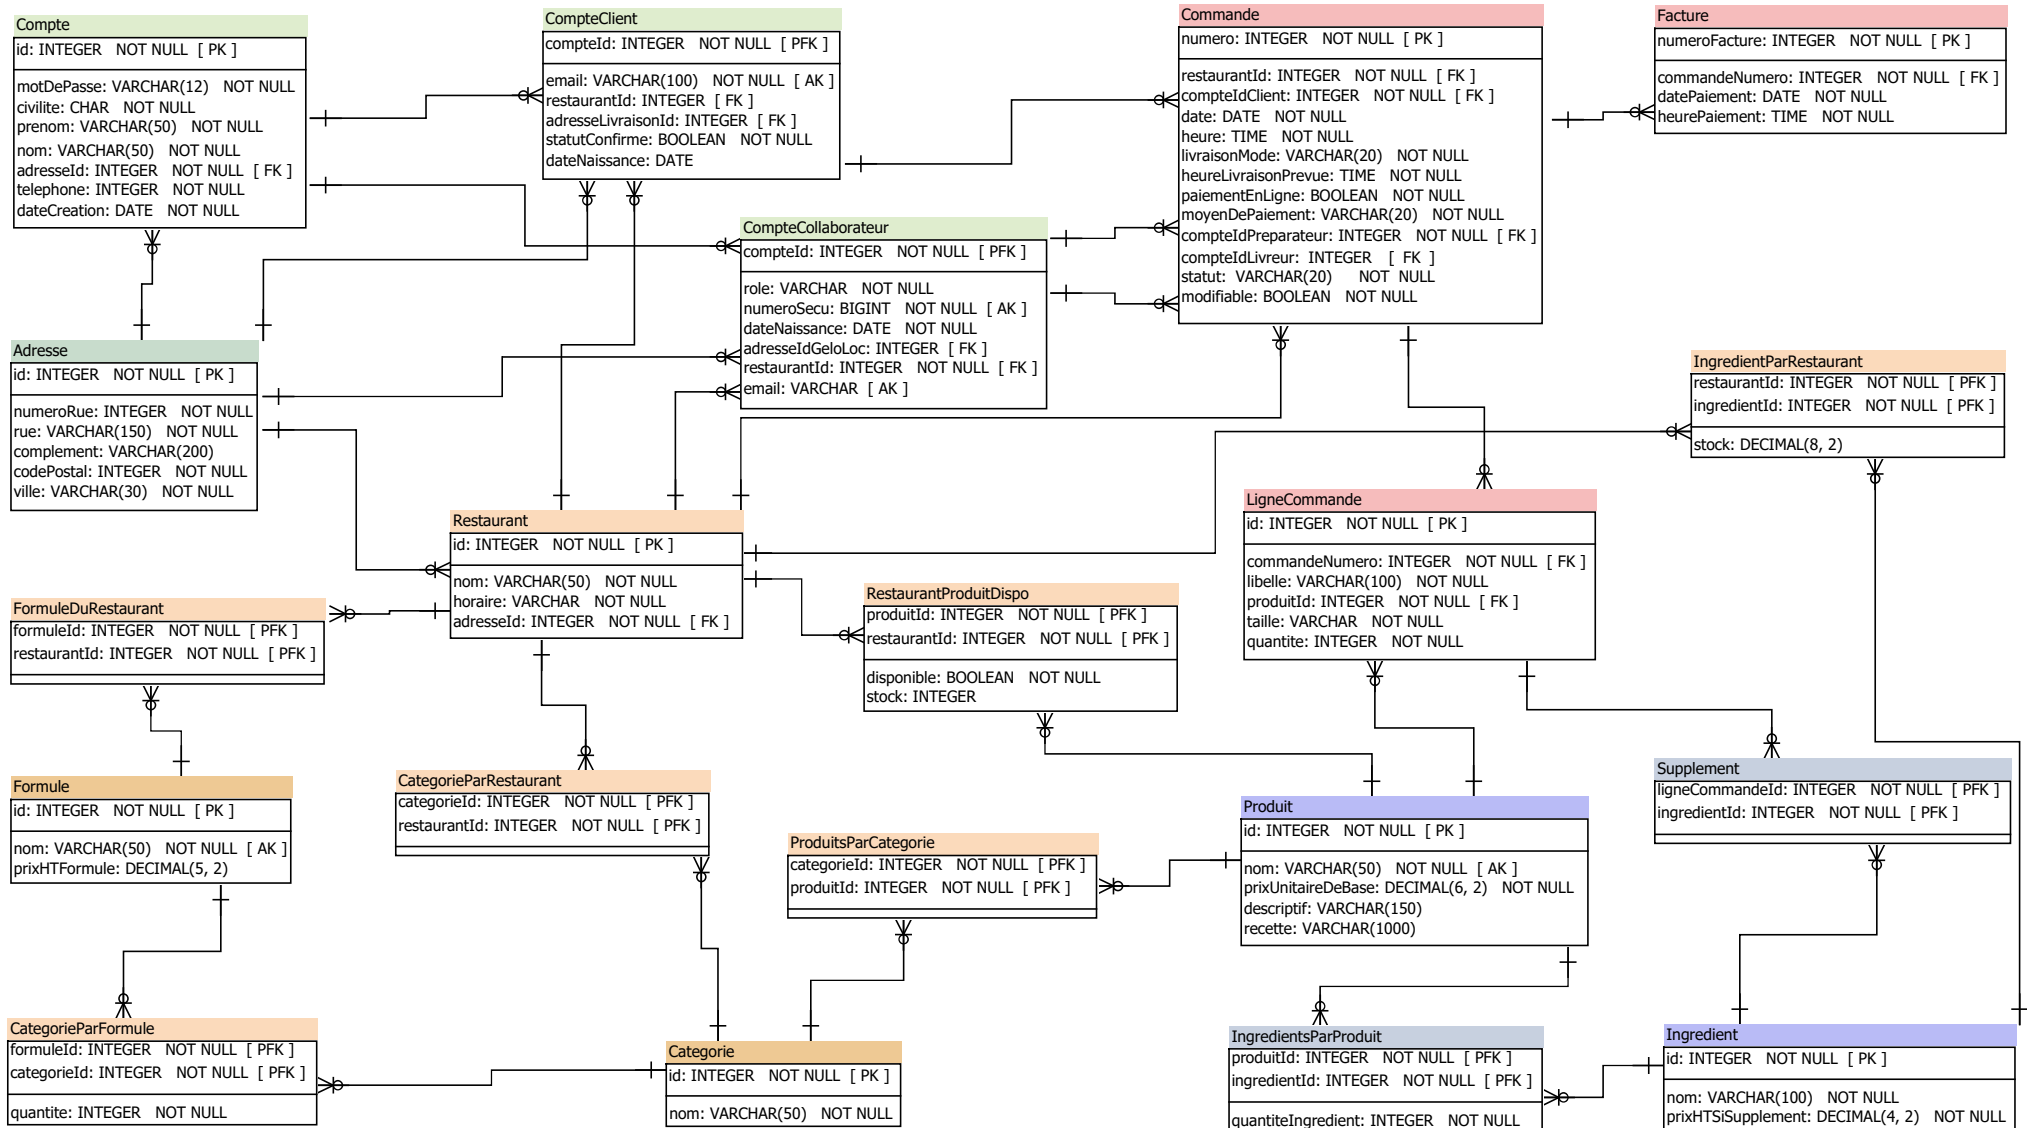 Compte
id: INTEGER NOT NULL [ PK ]
motDePasse: VARCHAR(12) NOT NULL
civilite: CHAR NOT NULL
prenom: VARCHAR(50) NOT NULL
nom: VARCHAR(50) NOT NULL
adresseId: INTEGER NOT NULL [ FK ]
telephone: INTEGER NOT NULL
dateCreation: DATE NOT NULL
CompteClient
compteId: INTEGER NOT NULL [ PFK ]
email: VARCHAR(100) NOT NULL [ AK ]
restaurantId: INTEGER [ FK ]
adresseLivraisonId: INTEGER [ FK ]
statutConfirme: BOOLEAN NOT NULL
dateNaissance: DATE
Commande
numero: INTEGER NOT NULL [ PK ]
restaurantId: INTEGER NOT NULL [ FK ]
compteIdClient: INTEGER NOT NULL [ FK ]
date: DATE NOT NULL
heure: TIME NOT NULL
livraisonMode: VARCHAR(20) NOT NULL
heureLivraisonPrevue: TIME NOT NULL
paiementEnLigne: BOOLEAN NOT NULL
moyenDePaiement: VARCHAR(20) NOT NULL
compteIdPreparateur: INTEGER NOT NULL [ FK ]
compteIdLivreur: INTEGER [ FK ]
statut: VARCHAR(20) NOT NULL
modifiable: BOOLEAN NOT NULL
Facture
numeroFacture: INTEGER NOT NULL [ PK ]
commandeNumero: INTEGER NOT NULL [ FK ]
datePaiement: DATE NOT NULL
heurePaiement: TIME NOT NULL
CompteCollaborateur
compteId: INTEGER NOT NULL [ PFK ]
role: VARCHAR NOT NULL
numeroSecu: BIGINT NOT NULL [ AK ]
dateNaissance: DATE NOT NULL
adresseIdGeloLoc: INTEGER [ FK ]
restaurantId: INTEGER NOT NULL [ FK ]
email: VARCHAR [ AK ]
Adresse
id: INTEGER NOT NULL [ PK ]
numeroRue: INTEGER NOT NULL
rue: VARCHAR(150) NOT NULL
complement: VARCHAR(200)
codePostal: INTEGER NOT NULL
ville: VARCHAR(30) NOT NULL
IngredientParRestaurant
restaurantId: INTEGER NOT NULL [ PFK ]
ingredientId: INTEGER NOT NULL [ PFK ]
stock: DECIMAL(8, 2)
Restaurant
id: INTEGER NOT NULL [ PK ]
nom: VARCHAR(50) NOT NULL
horaire: VARCHAR NOT NULL
adresseId: INTEGER NOT NULL [ FK ]
LigneCommande
id: INTEGER NOT NULL [ PK ]
commandeNumero: INTEGER NOT NULL [ FK ]
libelle: VARCHAR(100) NOT NULL
produitId: INTEGER NOT NULL [ FK ]
taille: VARCHAR NOT NULL
quantite: INTEGER NOT NULL
FormuleDuRestaurant
formuleId: INTEGER NOT NULL [ PFK ]
restaurantId: INTEGER NOT NULL [ PFK ]
RestaurantProduitDispo
produitId: INTEGER NOT NULL [ PFK ]
restaurantId: INTEGER NOT NULL [ PFK ]
disponible: BOOLEAN NOT NULL
stock: INTEGER
Formule
id: INTEGER NOT NULL [ PK ]
nom: VARCHAR(50) NOT NULL [ AK ]
prixHTFormule: DECIMAL(5, 2)
CategorieParRestaurant
categorieId: INTEGER NOT NULL [ PFK ]
restaurantId: INTEGER NOT NULL [ PFK ]
Supplement
ligneCommandeId: INTEGER NOT NULL [ PFK ]
ingredientId: INTEGER NOT NULL [ PFK ]
Produit
id: INTEGER NOT NULL [ PK ]
nom: VARCHAR(50) NOT NULL [ AK ]
prixUnitaireDeBase: DECIMAL(6, 2) NOT NULL
descriptif: VARCHAR(150)
recette: VARCHAR(1000)
ProduitsParCategorie
categorieId: INTEGER NOT NULL [ PFK ]
produitId: INTEGER NOT NULL [ PFK ]
CategorieParFormule
formuleId: INTEGER NOT NULL [ PFK ]
categorieId: INTEGER NOT NULL [ PFK ]
quantite: INTEGER NOT NULL
Categorie
id: INTEGER NOT NULL [ PK ]
nom: VARCHAR(50) NOT NULL
IngredientsParProduit
produitId: INTEGER NOT NULL [ PFK ]
ingredientId: INTEGER NOT NULL [ PFK ]
quantiteIngredient: INTEGER NOT NULL
Ingredient
id: INTEGER NOT NULL [ PK ]
nom: VARCHAR(100) NOT NULL
prixHTSiSupplement: DECIMAL(4, 2) NOT NULL